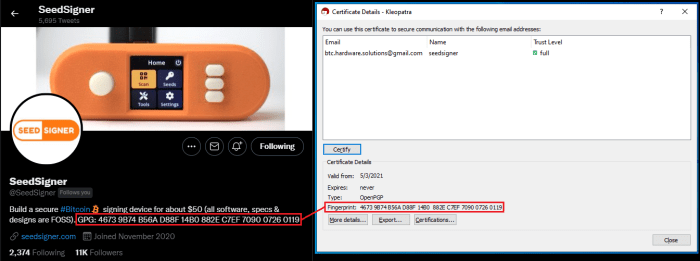 SeedSigner
5,695 Tweets
Home
Scan
Seeds
Tools
Settings
SEED SIGNER
Following
SeedSigner
@SeedSigner Follows you
Build a secure #Bitcoin signing device for about $50 (all software, specs &
designs are FOSS). GPG: 4673 9B74 B56A D88F 14B0 882E C7EF 7090 0726 0119
seedsigner.com Joined November 2020
2,374 Following 11K Followers
Certificate Details - Kleopatra
You can use this certificate to secure communication with the following email addresses:
Email Name Trust Level
btc.hardware.solutions@gmail.com seedsigner full
Certify
Certificate Details
Valid from: 5/3/2021
Expires: never
Type: OpenPGP
Fingerprint: 4673 9B74 B56A D88F 14B0 882E C7EF 7090 0726 0119
More details... Export... Certifications...
Close